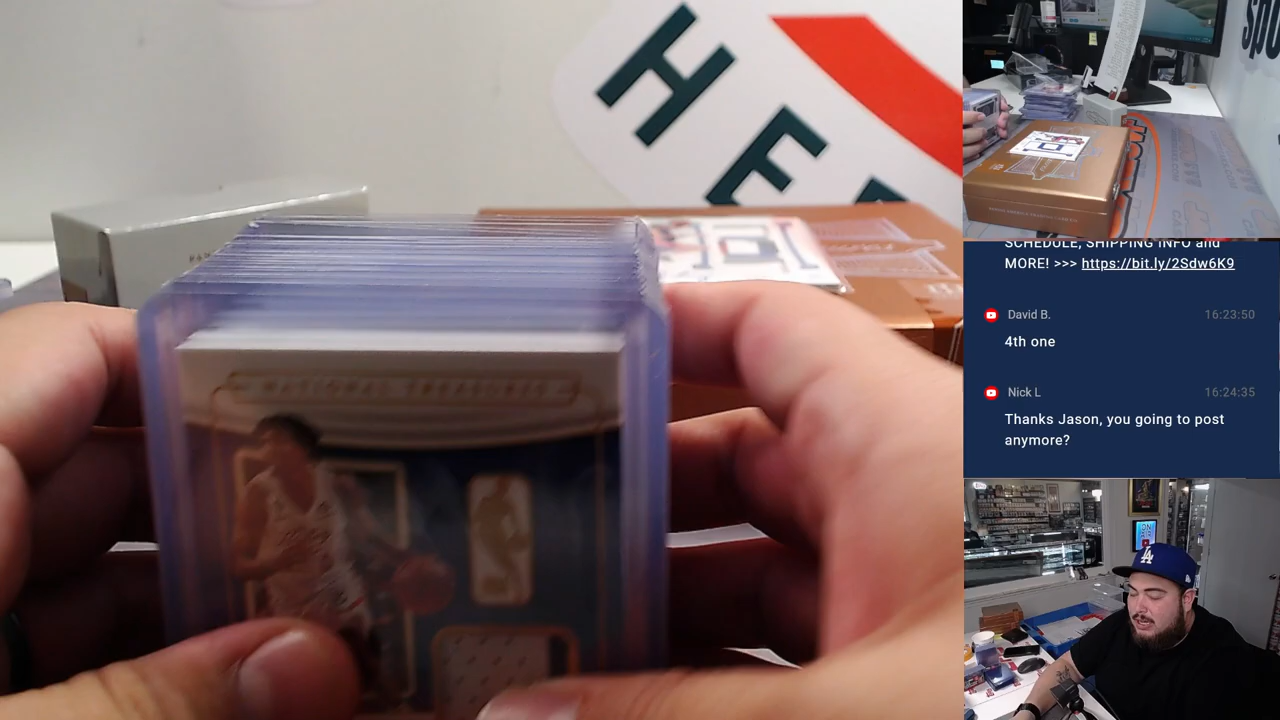 HE
NATIONAL TREASURES
SCHEDULE, SHIPPING INFO and
MORE! >>> https://bit.ly/2Sdw6K9
David B.
16:23:50
4th one
Nick L
16:24:35
Thanks Jason, you going to post
anymore?
LA